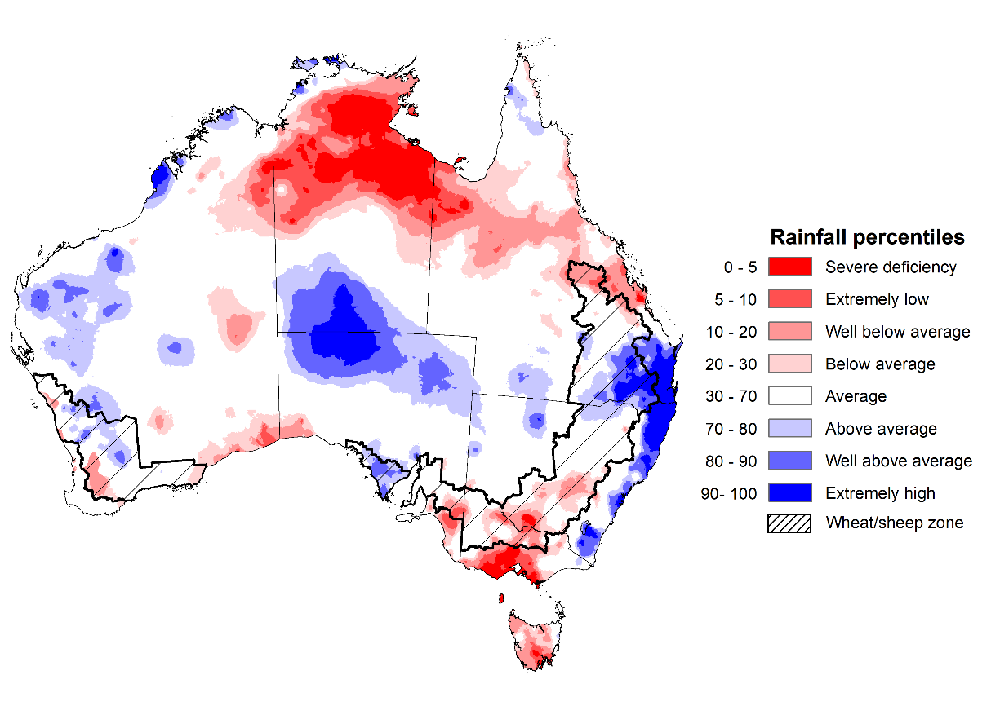 Rainfall percentiles
0 - 5 Severe deficiency
5 - 10 Extremely low
10 - 20 Well below average
20 - 30 Below average
30 - 70 Average
70 - 80 Above average
80 - 90 Well above average
90- 100 Extremely high
Wheat/sheep zone